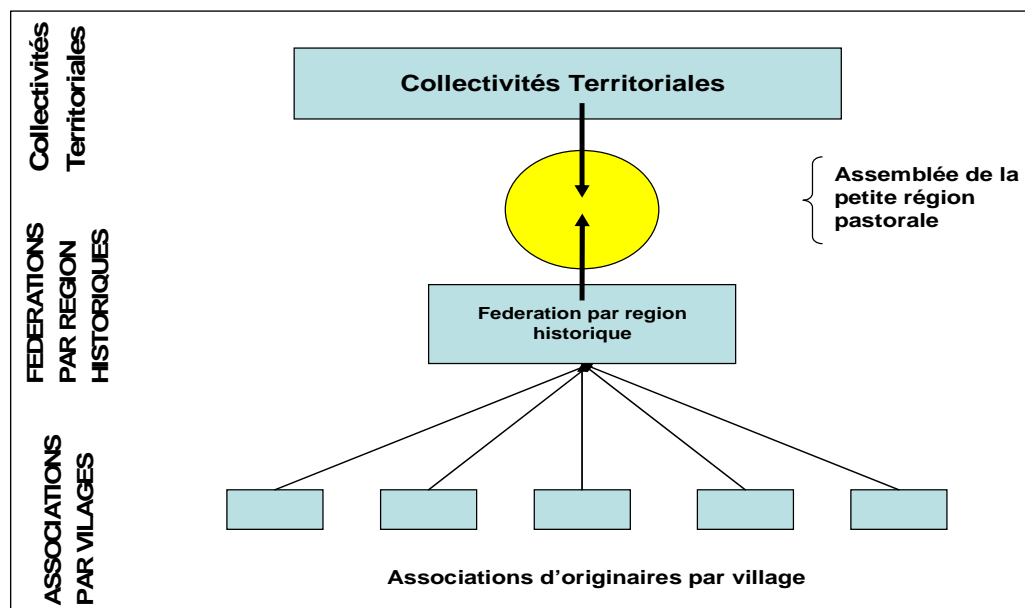 Collectivités
Territoriales
Collectivités Territoriales
Assemblée de la
petite région
pastorale
FEDERATIONS
PAR REGION
HISTORIQUES
Federation par region
historique
ASSOCIATIONS
PAR VILAGES
Associations d’originaires par village